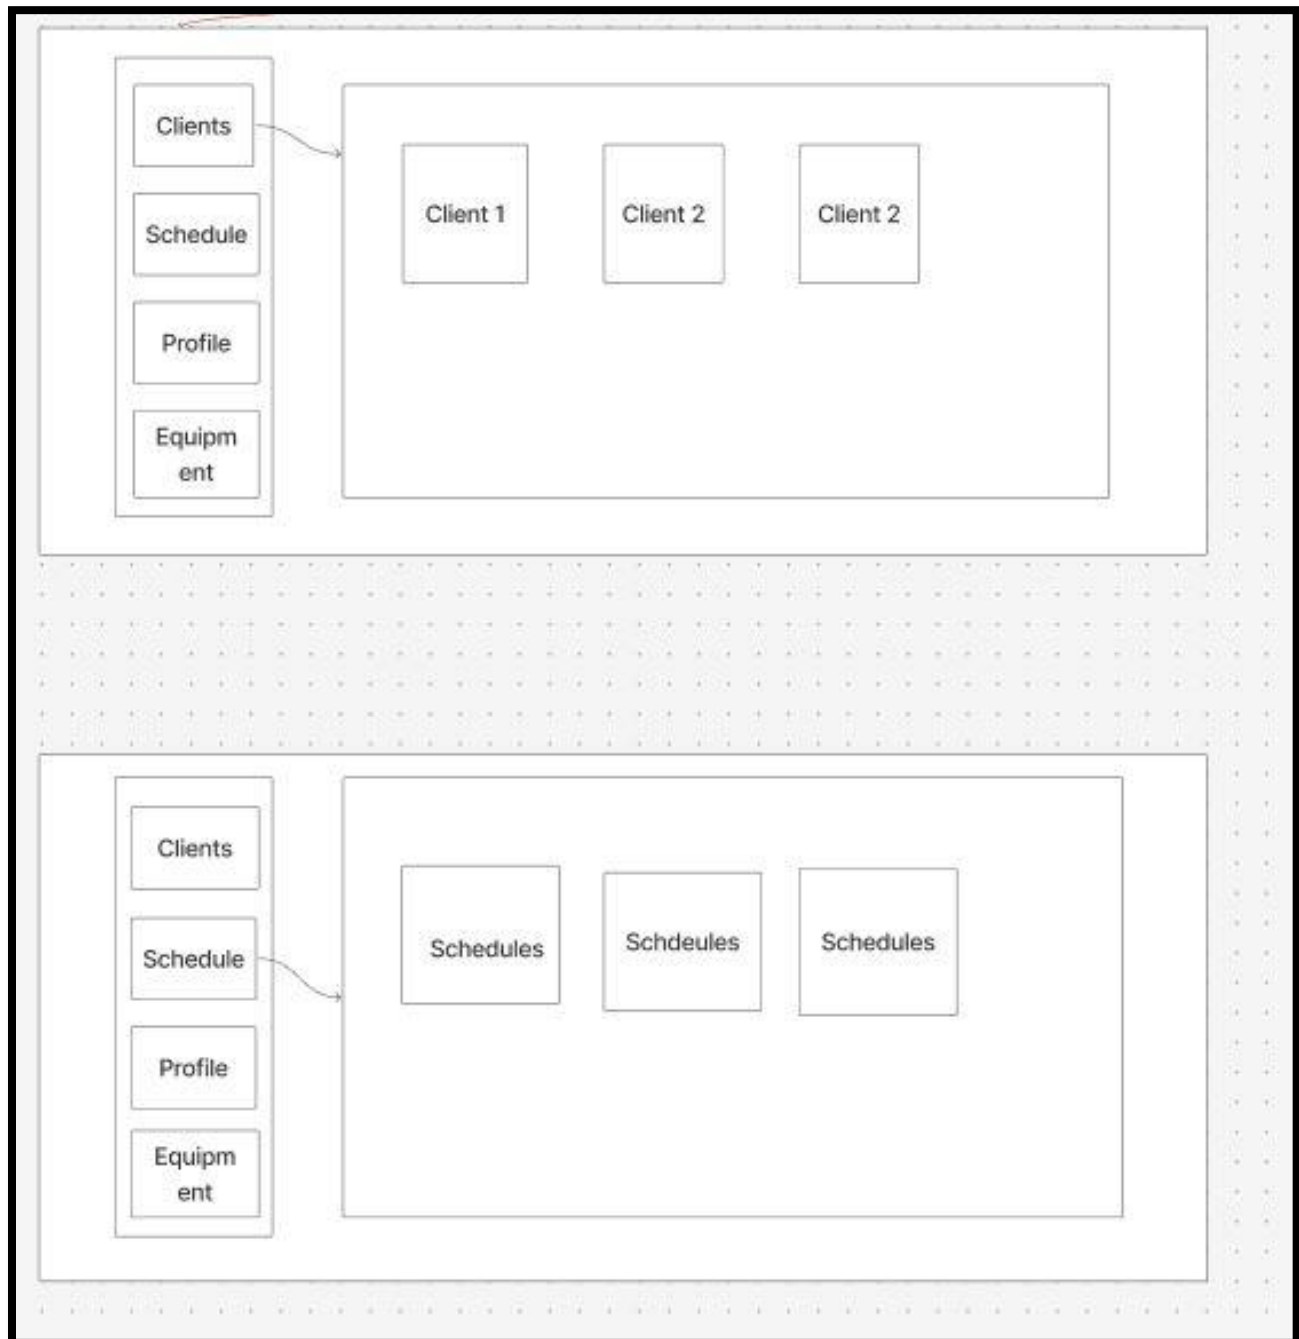 Clients
Schedule
Profile
Equipm
ent
Client 1
Client 2
Client 2
Clients
Schedule
Profile
Equipm
ent
Schedules
Schdeules
Schedules